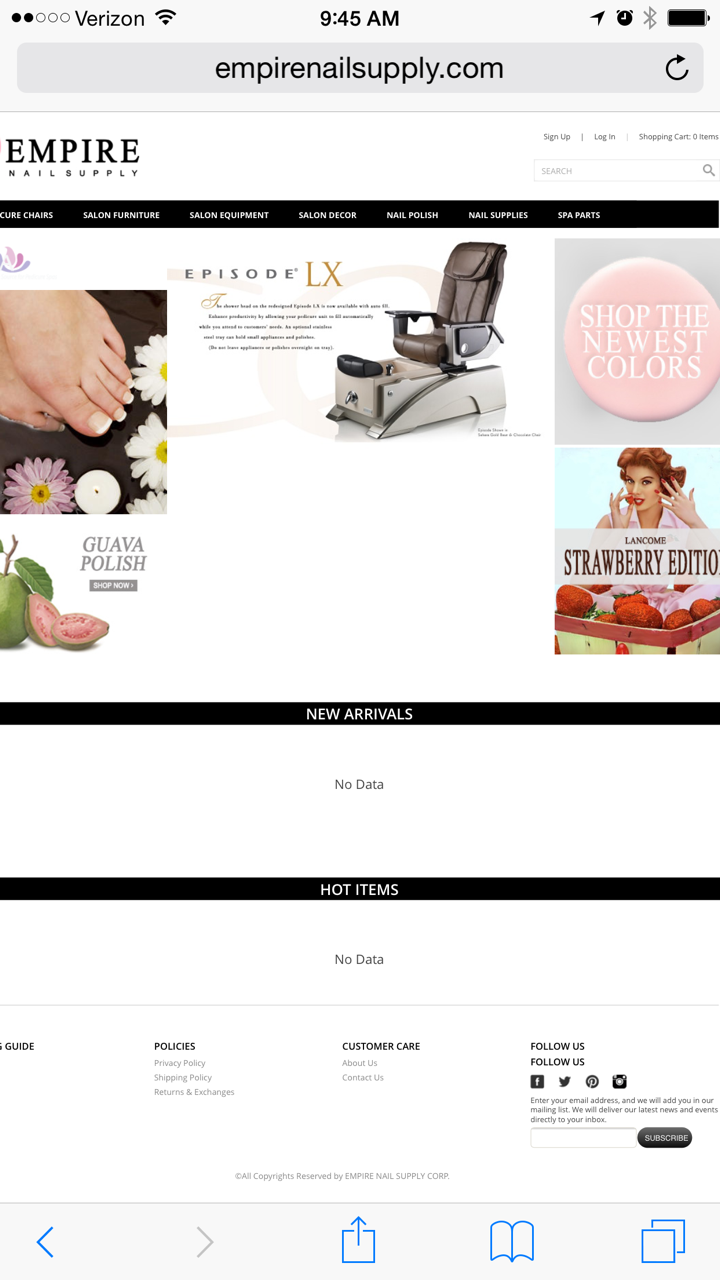 Verizon 9:45 AM
empirenailsupply.com
Sign Up | Log In | Shopping Cart: 0 Items
EMPIRE
NAIL SUPPLY
SEARCH
CURE CHAIRS SALON FURNITURE SALON EQUIPMENT SALON DECOR NAIL POLISH NAIL SUPPLIES SPA PARTS
EPISODE® LX
The shower head on the redesigned Episode LX is now available with auto fill.
Enhance productivity by allowing your pedicure unit to fill automatically
while you attend to customers' needs. An optional stainless
steel tray can hold small appliances and polishes.
(Do not leave appliances or polishes overnight on tray).
Episode Shown in
Sahara Gold Base & Chocolate Chair
SHOP THE
NEWEST
COLORS
GUAVA
POLISH
SHOP NOW ›
LANCOME
STRAWBERRY EDITIO
NEW ARRIVALS
No Data
HOT ITEMS
No Data
G GUIDE
POLICIES
Privacy Policy
Shipping Policy
Returns & Exchanges
CUSTOMER CARE
About Us
Contact Us
FOLLOW US
FOLLOW US
Enter your email address, and we will add you in our
mailing list. We will deliver our latest news and events
directly to your inbox.
SUBSCRIBE
©All Copyrights Reserved by EMPIRE NAIL SUPPLY CORP.